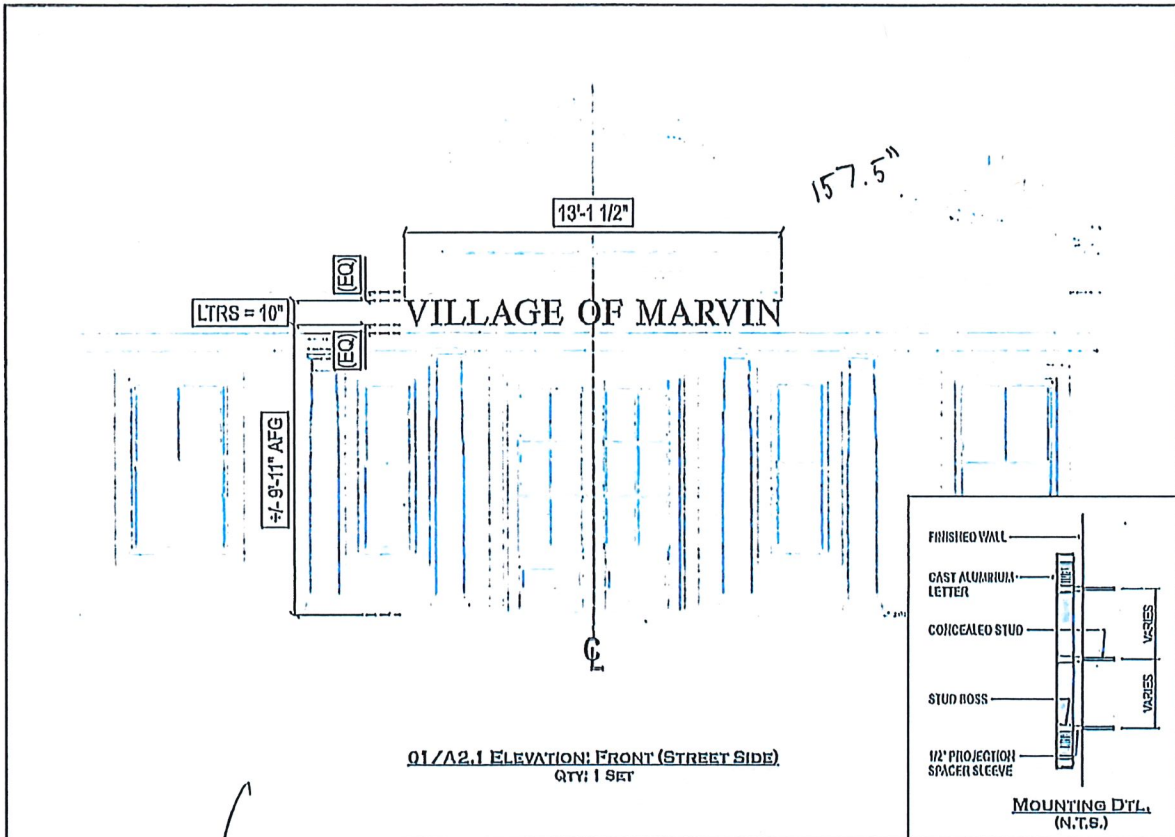 157.5"
13'-1 1/2"
(EQ)
LTRS = 10"
VILLAGE OF MARVIN
(EQ)
+/- 9'-11" AFG
FINISHED WALL
CAST ALUMINUM
LETTER
CONCEALED STUD
VARIES
STUD BOSS
VARIES
1/2" PROJECTION
SPACER SLEEVE
MOUNTING DTL.
(N.T.S.)
CL
01/A2.1 ELEVATION: FRONT (STREET SIDE)
QTY: 1 SET